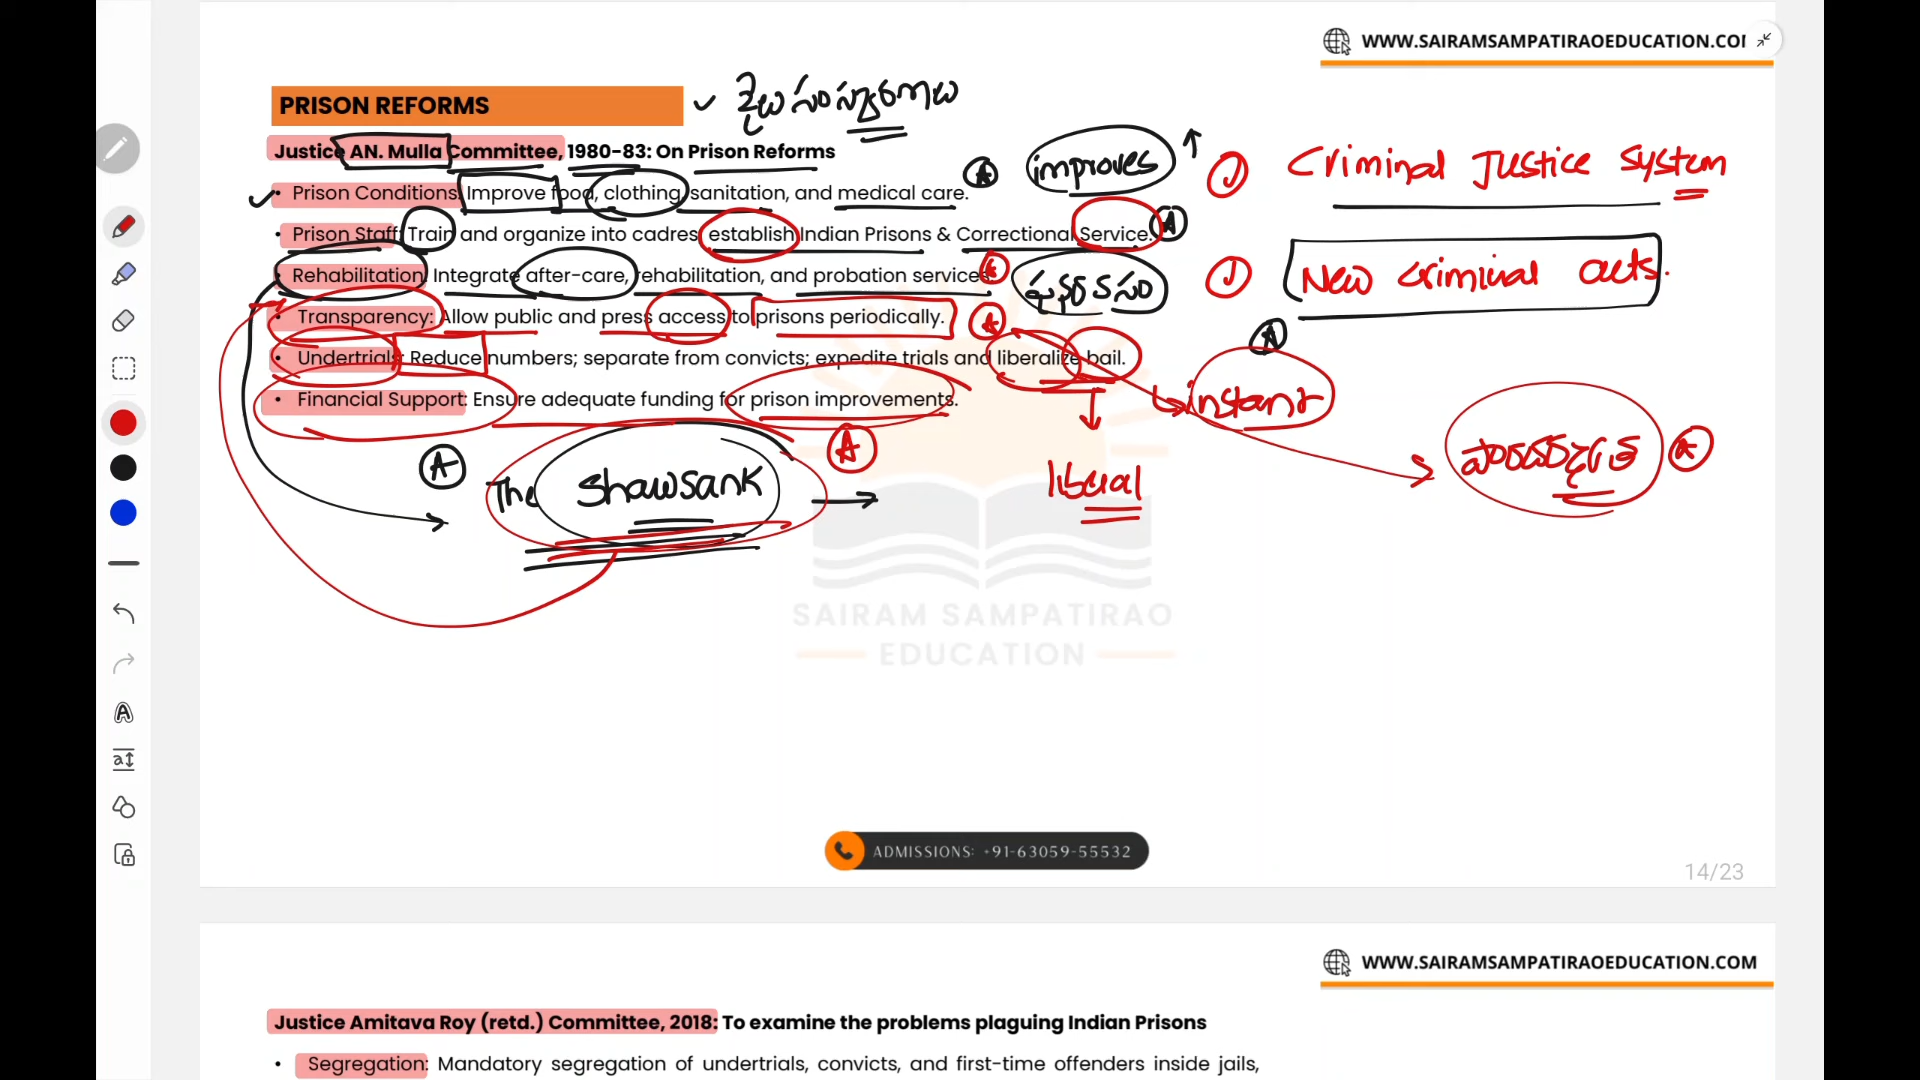 WWW.SAIRAMSAMPATIRAOEDUCATION.COM
PRISON REFORMS
Justice AN. Mulla Committee, 1980-83: On Prison Reforms
• Prison Conditions: Improve food, clothing, sanitation, and medical care.
A improves
Criminal Justice System
• Prison Staff: Train and organize into cadres; establish Indian Prisons & Correctional Service.
A
• Rehabilitation: Integrate after-care, rehabilitation, and probation services.
New Criminal acts.
• Transparency: Allow public and press access to prisons periodically.
A
• Undertrials: Reduce numbers; separate from convicts; expedite trials and liberalize bail.
A
instant
• Financial Support: Ensure adequate funding for prison improvements.
A
The Shawsank
A
liberal
SAIRAM SAMPATIRAO
EDUCATION
ADMISSIONS: +91-63059-55532
14/23
WWW.SAIRAMSAMPATIRAOEDUCATION.COM
Justice Amitava Roy (retd.) Committee, 2018: To examine the problems plaguing Indian Prisons
• Segregation: Mandatory segregation of undertrials, convicts, and first-time offenders inside jails,